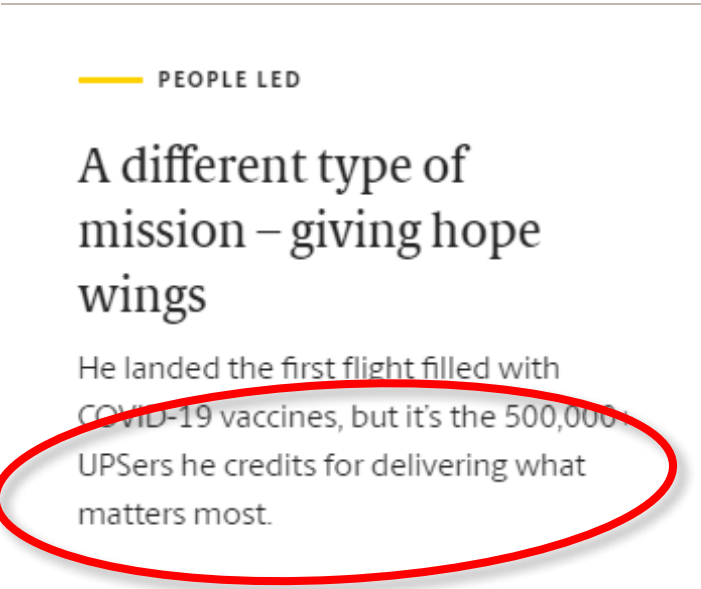 PEOPLE LED
A different type of
mission – giving hope
wings
He landed the first flight filled with
COVID-19 vaccines, but it's the 500,000+
UPSers he credits for delivering what
matters most.